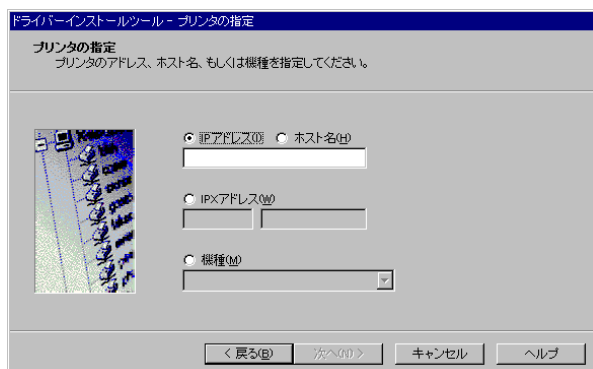 ドライバーインストールツール - プリンタの指定
プリンタの指定
プリンタのアドレス、ホスト名、もしくは機種を指定してください。
IPアドレス(I) ホスト名(H)
IPXアドレス(W)
機種(M)
< 戻る(B) 次へ(N) > キャンセル ヘルプ